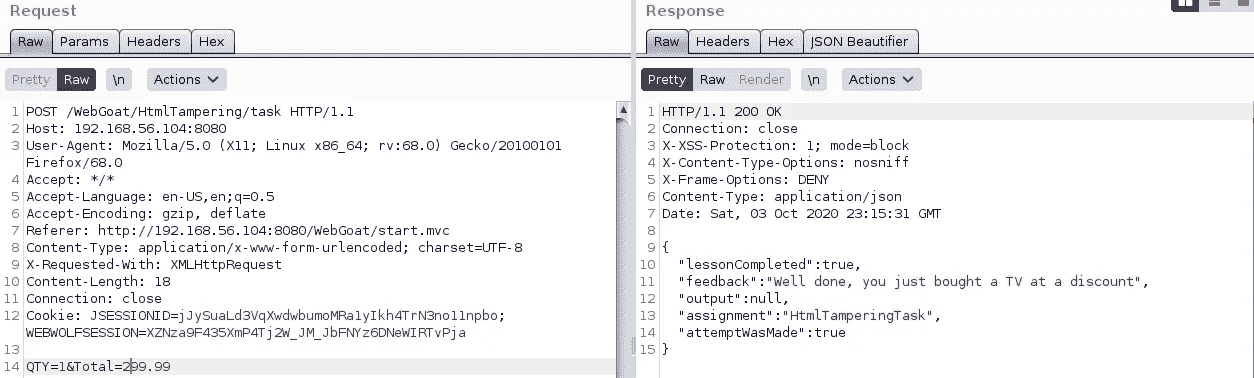 Request
Raw Params Headers Hex
Pretty Raw \n Actions
1 POST /WebGoat/HtmlTampering/task HTTP/1.1
2 Host: 192.168.56.104:8080
3 User-Agent: Mozilla/5.0 (X11; Linux x86_64; rv:68.0) Gecko/20100101
Firefox/68.0
4 Accept: */*
5 Accept-Language: en-US,en;q=0.5
6 Accept-Encoding: gzip, deflate
7 Referer: http://192.168.56.104:8080/WebGoat/start.mvc
8 Content-Type: application/x-www-form-urlencoded; charset=UTF-8
9 X-Requested-With: XMLHttpRequest
10 Content-Length: 18
11 Connection: close
12 Cookie: JSESSIONID=jJySuaLd3VqXwdwbumoMRa1yIkh4TrN3no11npbo;
WEBWOLFSESSION=XZNza9F435XmP4Tj2W_JM_JbFNYz6DNeWIRTvPja
13
14 QTY=1&Total=299.99
Response
Raw Headers Hex JSON Beautifier
Pretty Raw Render \n Actions
1 HTTP/1.1 200 OK
2 Connection: close
3 X-XSS-Protection: 1; mode=block
4 X-Content-Type-Options: nosniff
5 X-Frame-Options: DENY
6 Content-Type: application/json
7 Date: Sat, 03 Oct 2020 23:15:31 GMT
8
9 {
10 "lessonCompleted":true,
11 "feedback":"Well done, you just bought a TV at a discount",
12 "output":null,
13 "assignment":"HtmlTamperingTask",
14 "attemptWasMade":true
15 }